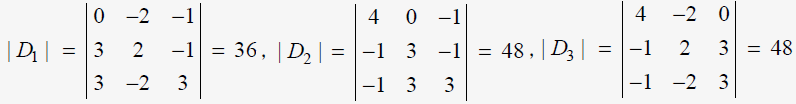 |D₁| = |0 −2 −1; 3 2 −1; 3 −2 3| = 36, |D₂| = |4 0 −1; −1 3 −1; −1 3 3| = 48, |D₃| = |4 −2 0; −1 2 3; −1 −2 3| = 48